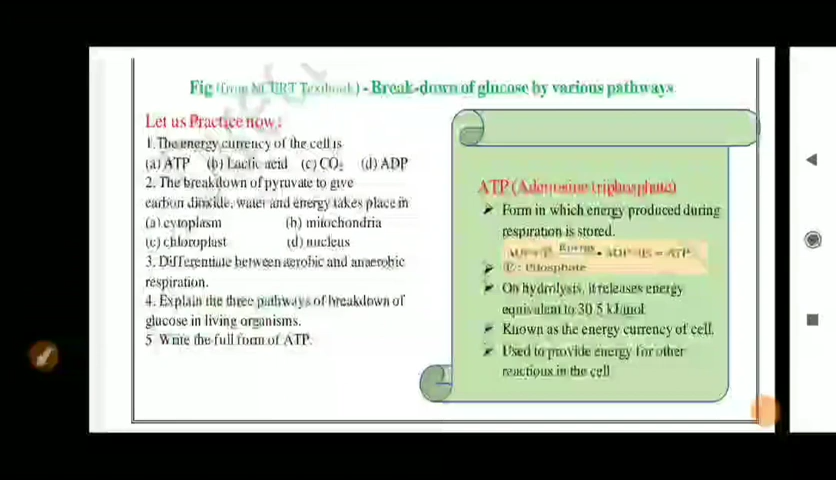 Fig (from NCERT Textbook) - Break-down of glucose by various pathways
Let us Practice now:
1. The energy currency of the cell is
(a) ATP (b) Lactic acid (c) CO₂ (d) ADP
2. The breakdown of pyruvate to give
carbon dioxide, water and energy takes place in
(a) cytoplasm (b) mitochondria
(c) chloroplast (d) nucleus
3. Differentiate between aerobic and anaerobic
respiration.
4. Explain the three pathways of breakdown of
glucose in living organisms.
5 Write the full form of ATP.
ATP (Adenosine triphosphate)
➤ Form in which energy produced during
respiration is stored.
Energy
➤ Ⓟ : Phosphate
➤ On hydrolysis, it releases energy
equivalent to 30.5 kJ/mol
➤ Known as the energy currency of cell.
➤ Used to provide energy for other
reactions in the cell